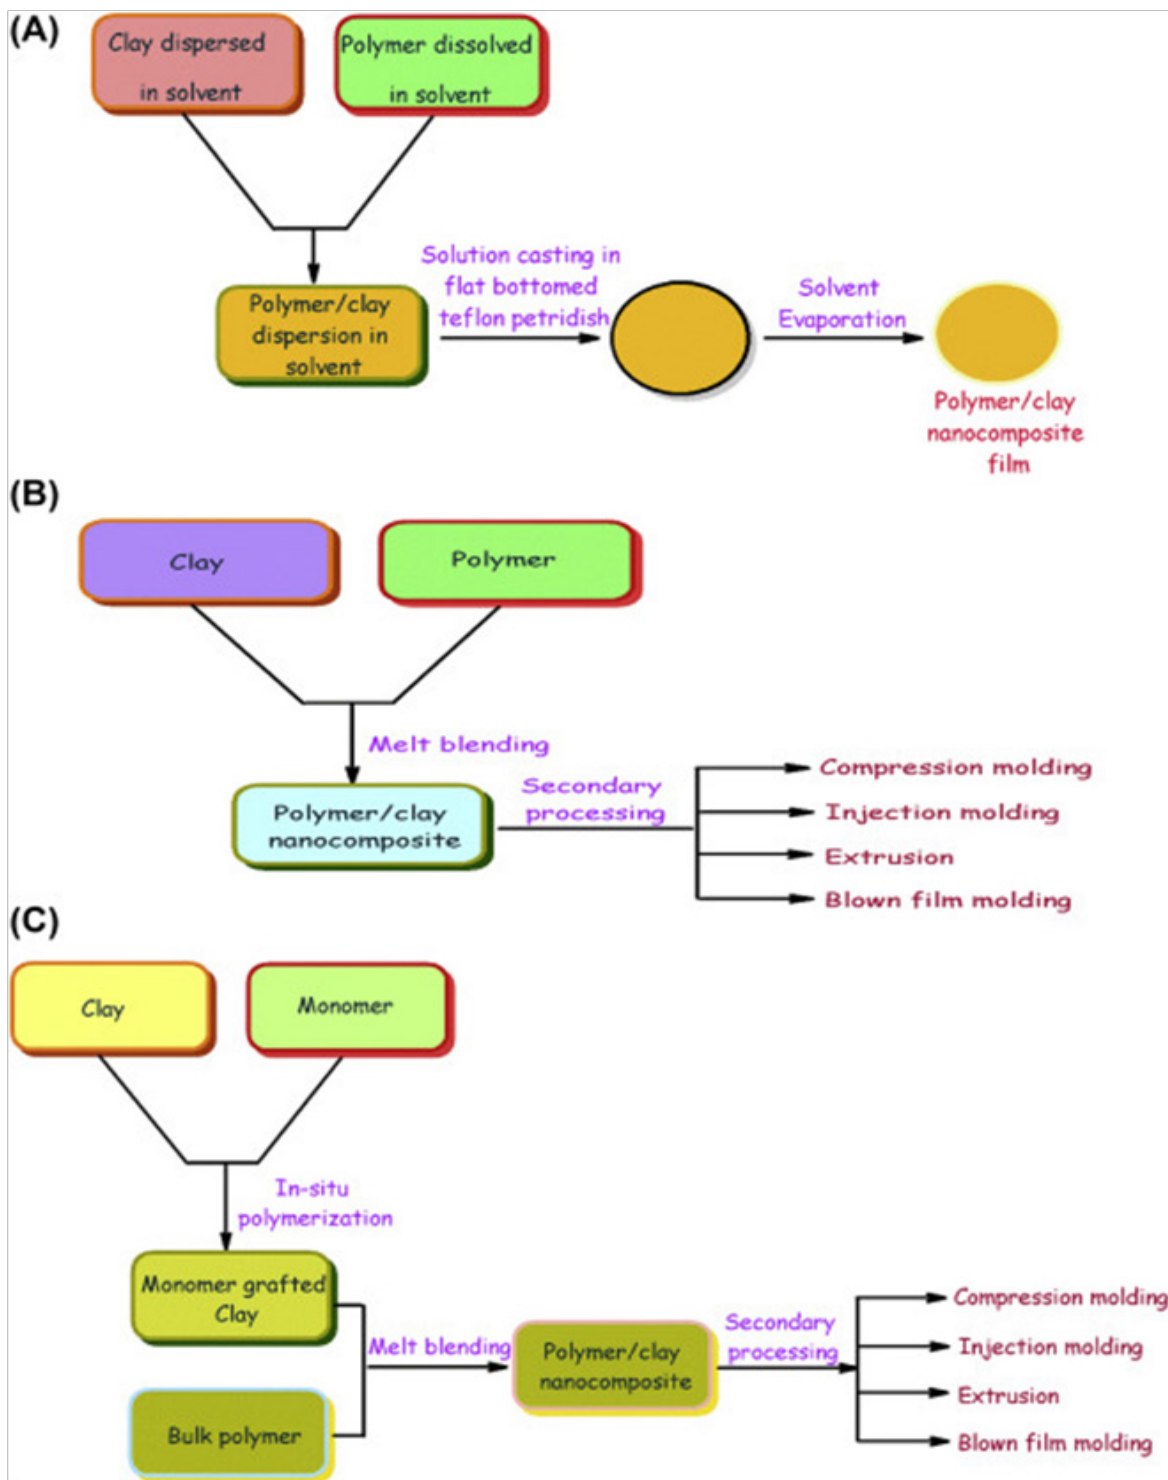 (A)
Clay dispersed
in solvent
Polymer dissolved
in solvent
Polymer/clay
dispersion in
solvent
Solution casting in
flat bottomed
teflon petridish
Solvent
Evaporation
Polymer/clay
nanocomposite
film
(B)
Clay
Polymer
Melt blending
Polymer/clay
nanocomposite
Secondary
processing
Compression molding
Injection molding
Extrusion
Blown film molding
(C)
Clay
Monomer
In-situ
polymerization
Monomer grafted
Clay
Bulk polymer
Melt blending
Polymer/clay
nanocomposite
Secondary
processing
Compression molding
Injection molding
Extrusion
Blown film molding